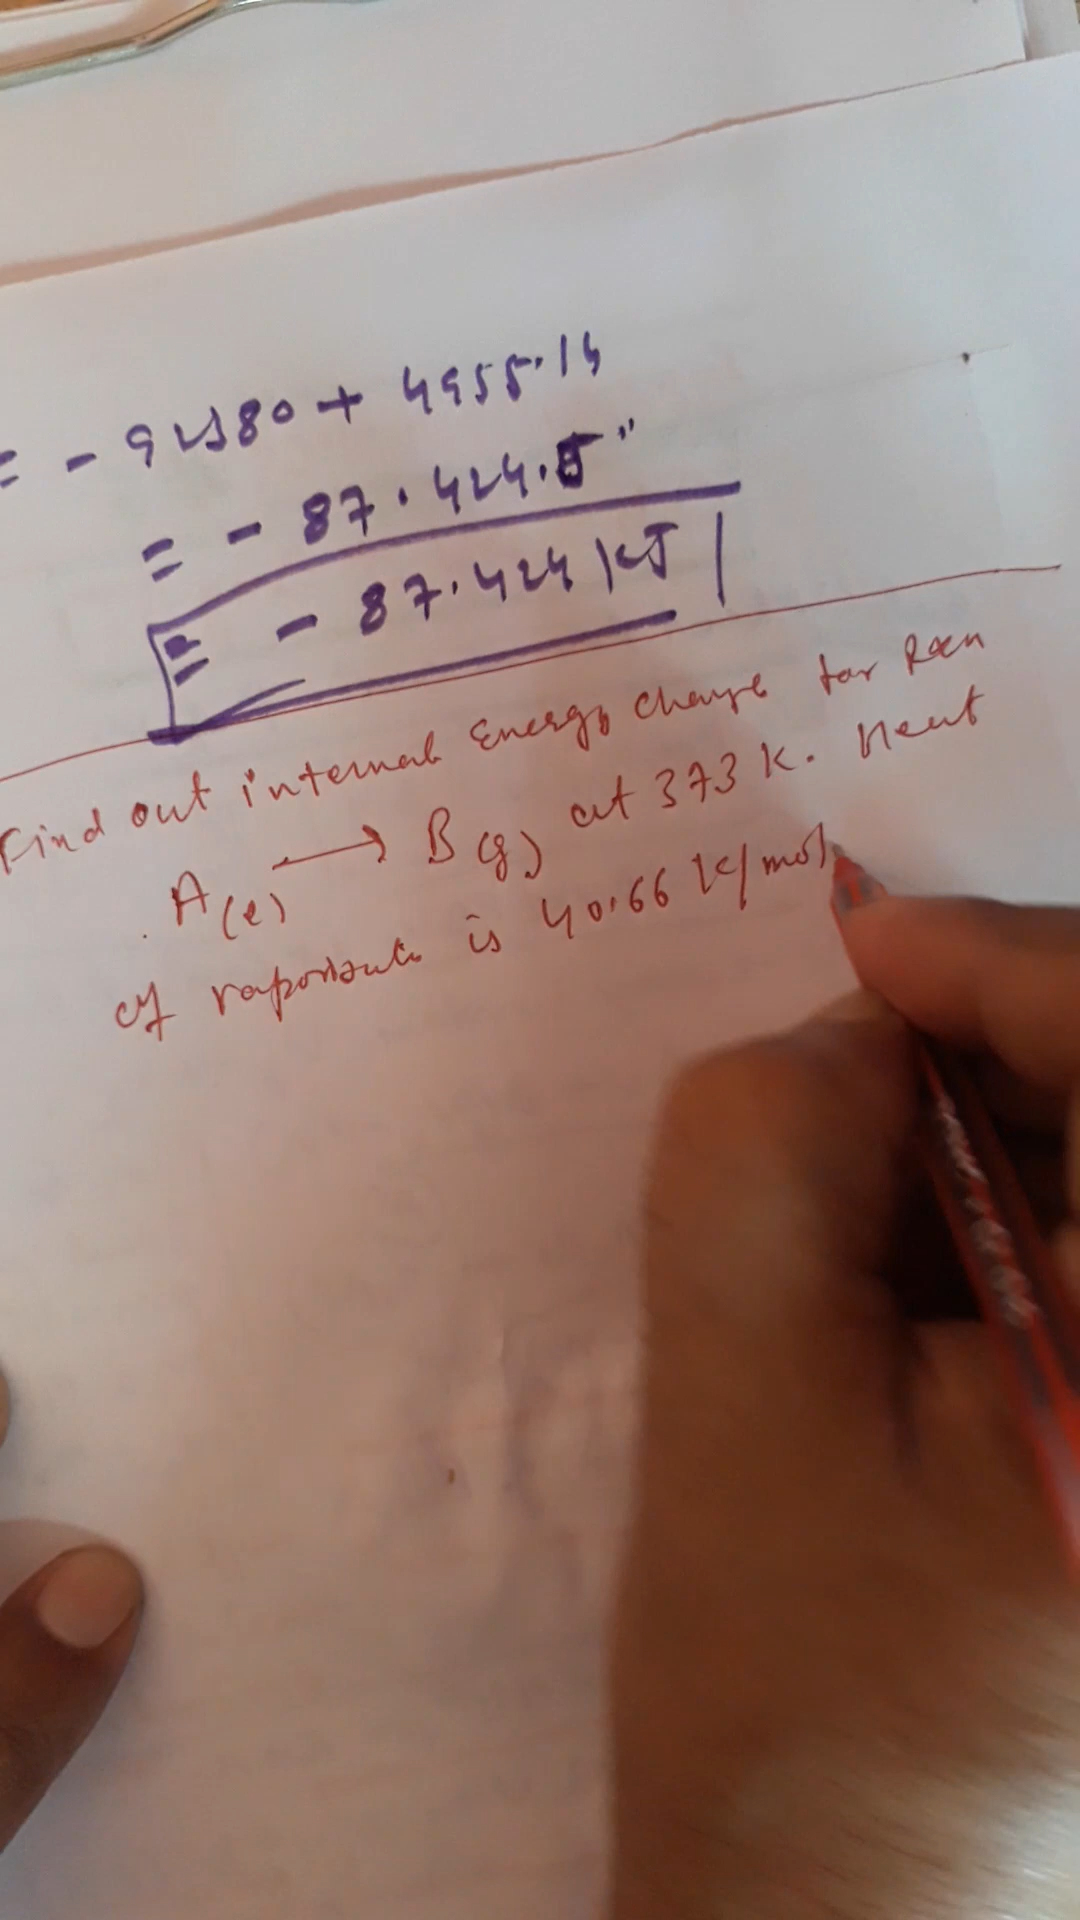 = - 92380 + 4955.14
= - 87.424.5"
= - 87.424 kJ
Find out internal Energy change for Rxn
A(l) → B(g) at 373 K. Heat
of is 40.66 kJ/mol